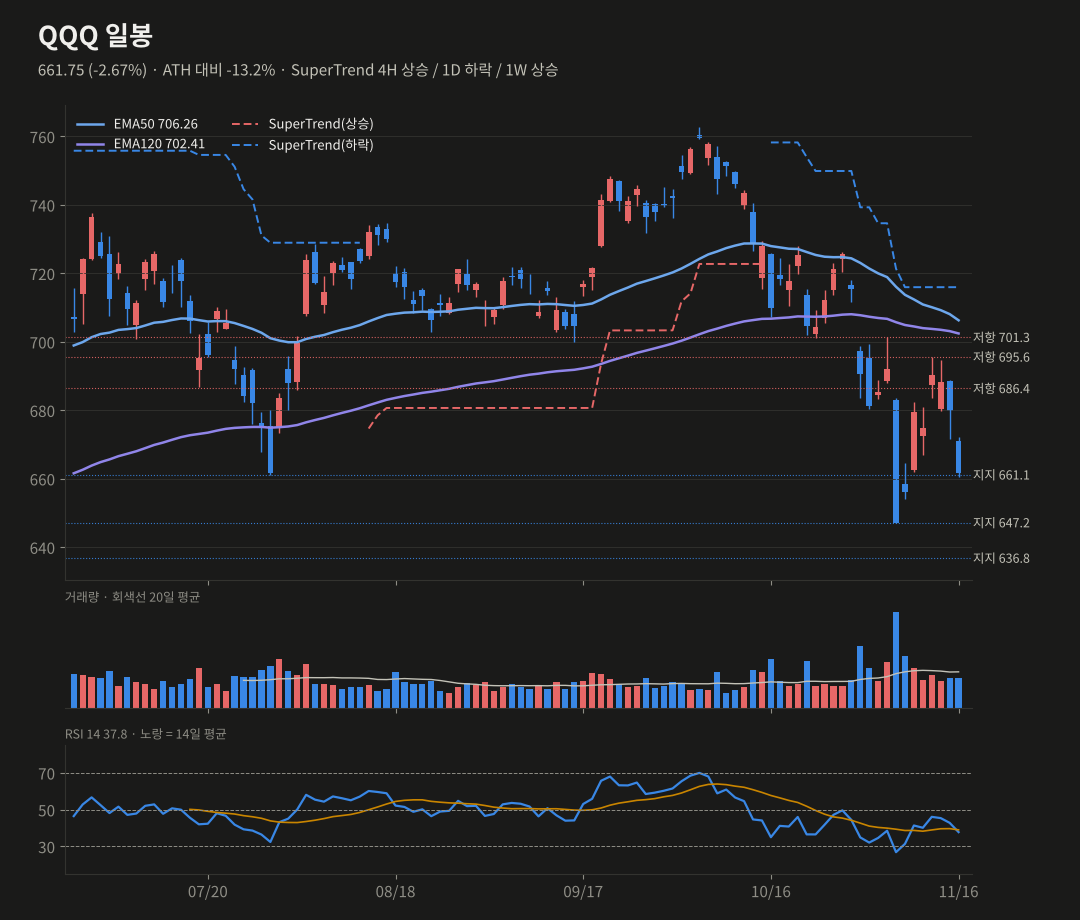 QQQ 일봉
661.75 (-2.67%) · ATH 대비 -13.2% · SuperTrend 4H 상승 / 1D 하락 / 1W 상승
EMA50 706.26
SuperTrend(상승)
EMA120 702.41
SuperTrend(하락)
760
740
720
700
680
660
640
저항 701.3
저항 695.6
저항 686.4
지지 661.1
지지 647.2
지지 636.8
거래량 · 회색선 20일 평균
RSI 14 37.8 · 노랑 = 14일 평균
70
50
30
07/20
08/18
09/17
10/16
11/16